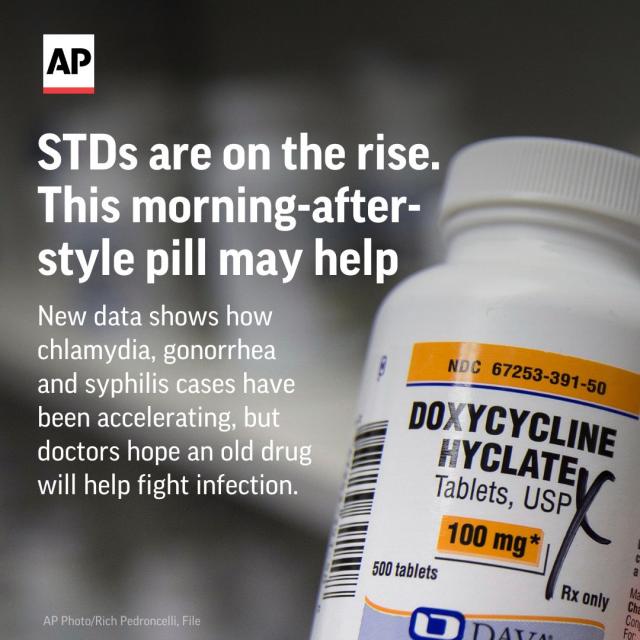 AP
STDs are on the rise.
This morning-after-
style pill may help
New data shows how
chlamydia, gonorrhea
and syphilis cases have
been accelerating, but
doctors hope an old drug
will help fight infection.
NDC 67253-391-50
DOXYCYCLINE
HYCLATE
Tablets, USP
100 mg*
500 tablets
Rx only
AP Photo/Rich Pedroncelli, File